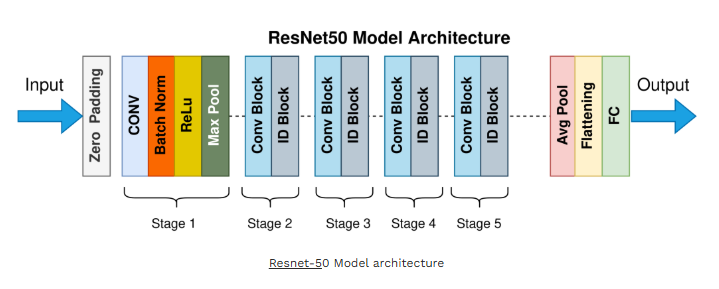 ResNet50 Model Architecture
Input
Zero Padding
CONV
Batch Norm
ReLu
Max Pool
Conv Block
ID Block
Conv Block
ID Block
Conv Block
ID Block
Conv Block
ID Block
Avg Pool
Flattening
FC
Output
Stage 1
Stage 2
Stage 3
Stage 4
Stage 5
Resnet-50 Model architecture